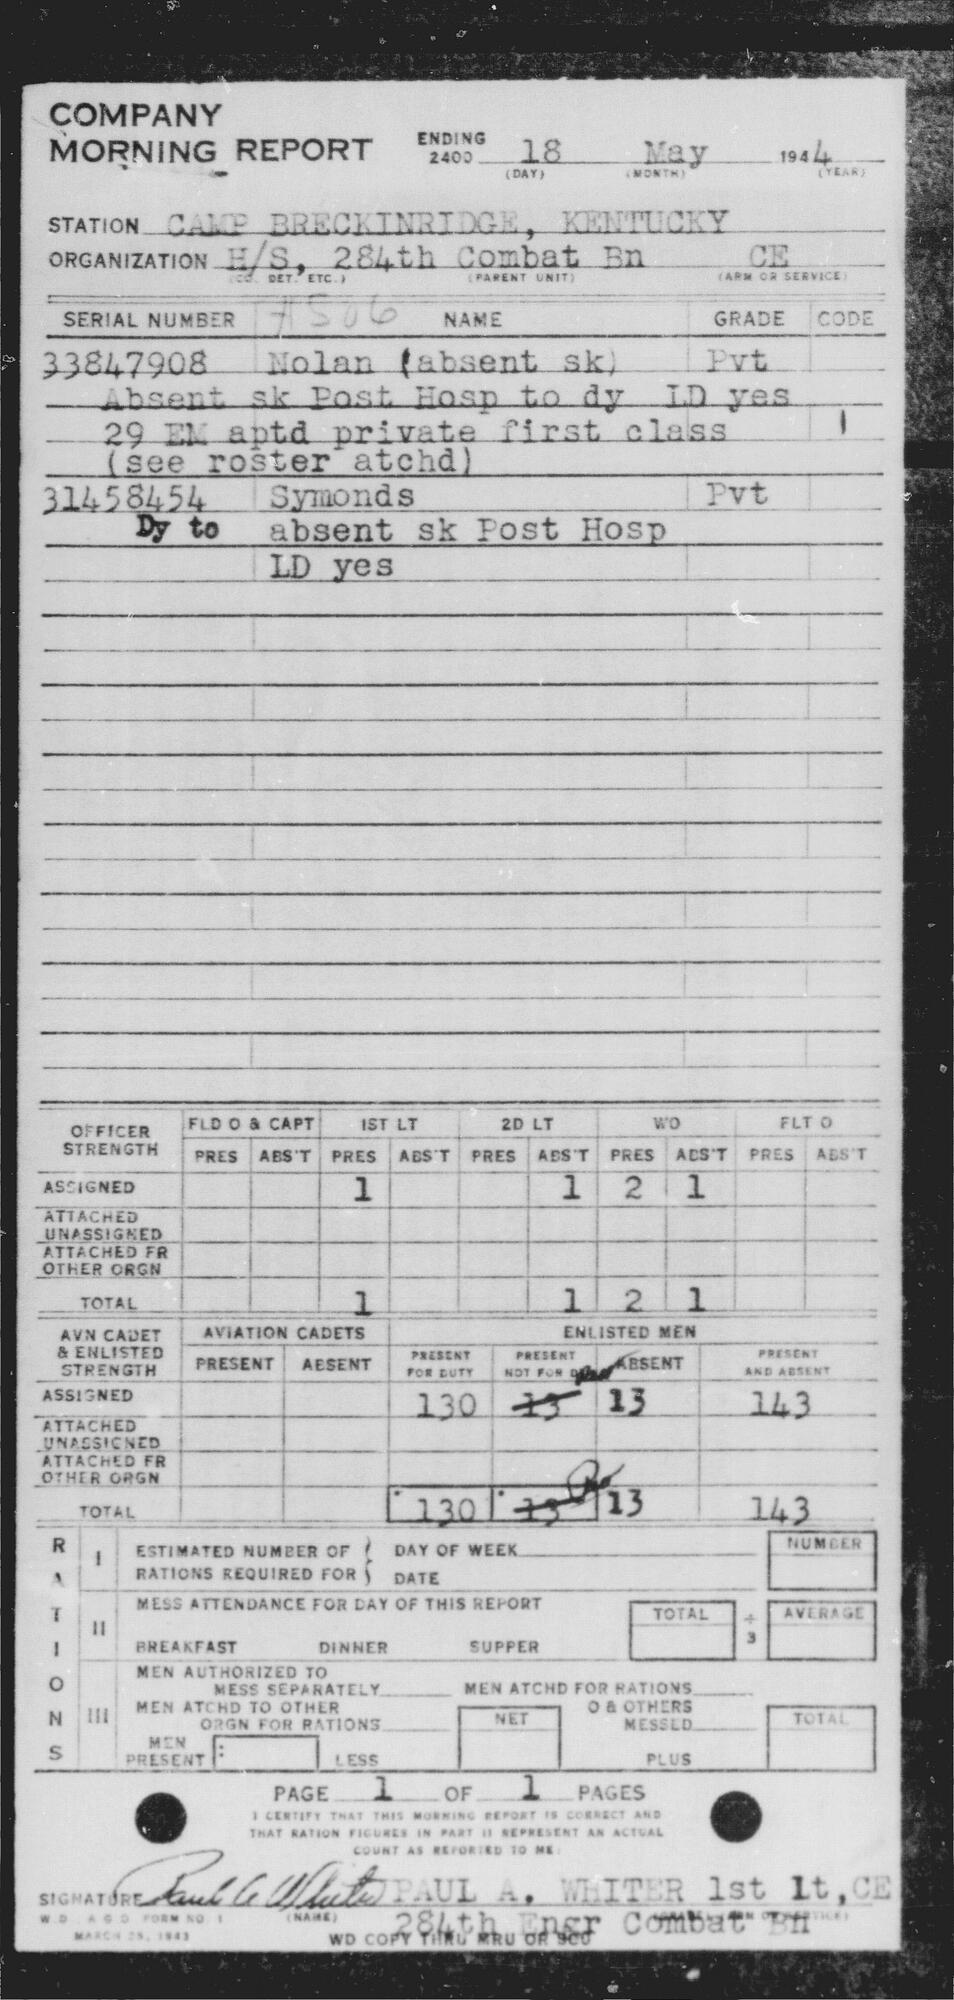 COMPANY
MORNING REPORT ENDING 2400 18 May 1944
(DAY) (MONTH) (YEAR)
STATION CAMP BRECKINRIDGE, KENTUCKY
ORGANIZATION H/S, 284th Combat Bn CE
(CO. DET. ETC.) (PARENT UNIT) (ARM OR SERVICE)
A506
SERIAL NUMBER NAME GRADE CODE
33847908 Nolan (absent sk) Pvt
Absent sk Post Hosp to dy LD yes
29 EM aptd private first class 1
(see roster atchd)
31458454 Symonds Pvt
Dy to absent sk Post Hosp
LD yes
OFFICER STRENGTH FLD O & CAPT 1ST LT 2D LT WO FLT O
PRES ABS'T PRES ABS'T PRES ABS'T PRES ABS'T PRES ABS'T
ASSIGNED 1 1 2 1
ATTACHED UNASSIGNED
ATTACHED FR OTHER ORGN
TOTAL 1 1 2 1
AVN CADET & ENLISTED STRENGTH AVIATION CADETS ENLISTED MEN
PRESENT ABSENT PRESENT FOR DUTY PRESENT NOT FOR ABSENT PRESENT AND ABSENT
ASSIGNED 130 13 13 143
ATTACHED UNASSIGNED
ATTACHED FR OTHER ORGN
TOTAL 130 13 13 143
RATIONS
I ESTIMATED NUMBER OF RATIONS REQUIRED FOR DAY OF WEEK NUMBER
DATE
II MESS ATTENDANCE FOR DAY OF THIS REPORT TOTAL ÷ 3 AVERAGE
BREAKFAST DINNER SUPPER
III MEN AUTHORIZED TO MESS SEPARATELY MEN ATCHD FOR RATIONS
MEN ATCHD TO OTHER ORGN FOR RATIONS NET O & OTHERS MESSED TOTAL
MEN PRESENT : LESS PLUS
PAGE 1 OF 1 PAGES
I CERTIFY THAT THIS MORNING REPORT IS CORRECT AND
THAT RATION FIGURES IN PART II REPRESENT AN ACTUAL
COUNT AS REPORTED TO ME:
SIGNATURE Paul A Whiter PAUL A. WHITER 1st Lt, CE
W.D. A.G.O. FORM NO. 1 (NAME)
284th Engr Combat Bn
MARCH 25, 1943 WD COPY THRU MRU OR SCU